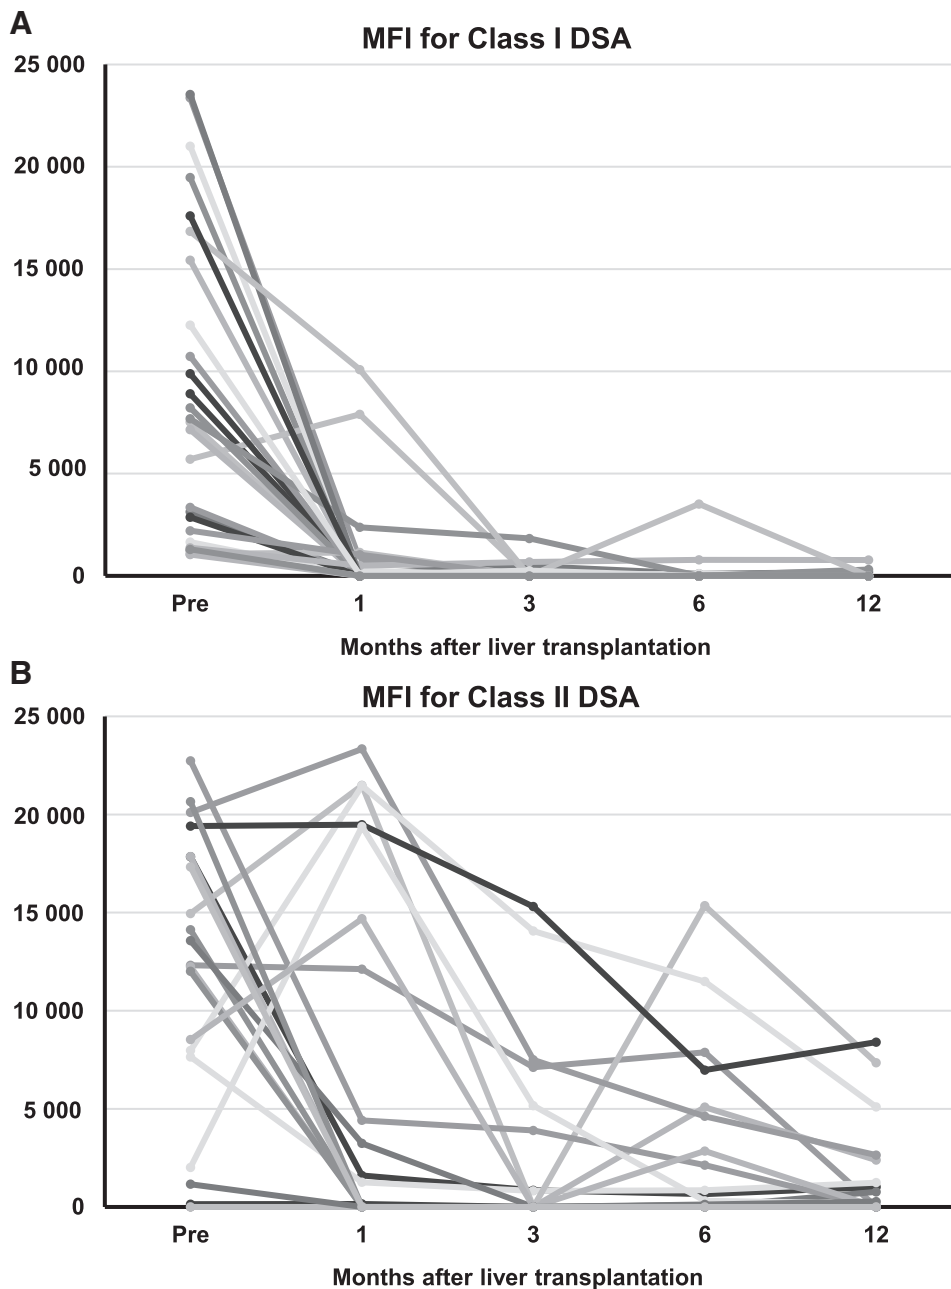 A
MFI for Class I DSA
25 000
20 000
15 000
10 000
5 000
0
Pre 1 3 6 12
Months after liver transplantation
B
MFI for Class II DSA
25 000
20 000
15 000
10 000
5 000
0
Pre 1 3 6 12
Months after liver transplantation